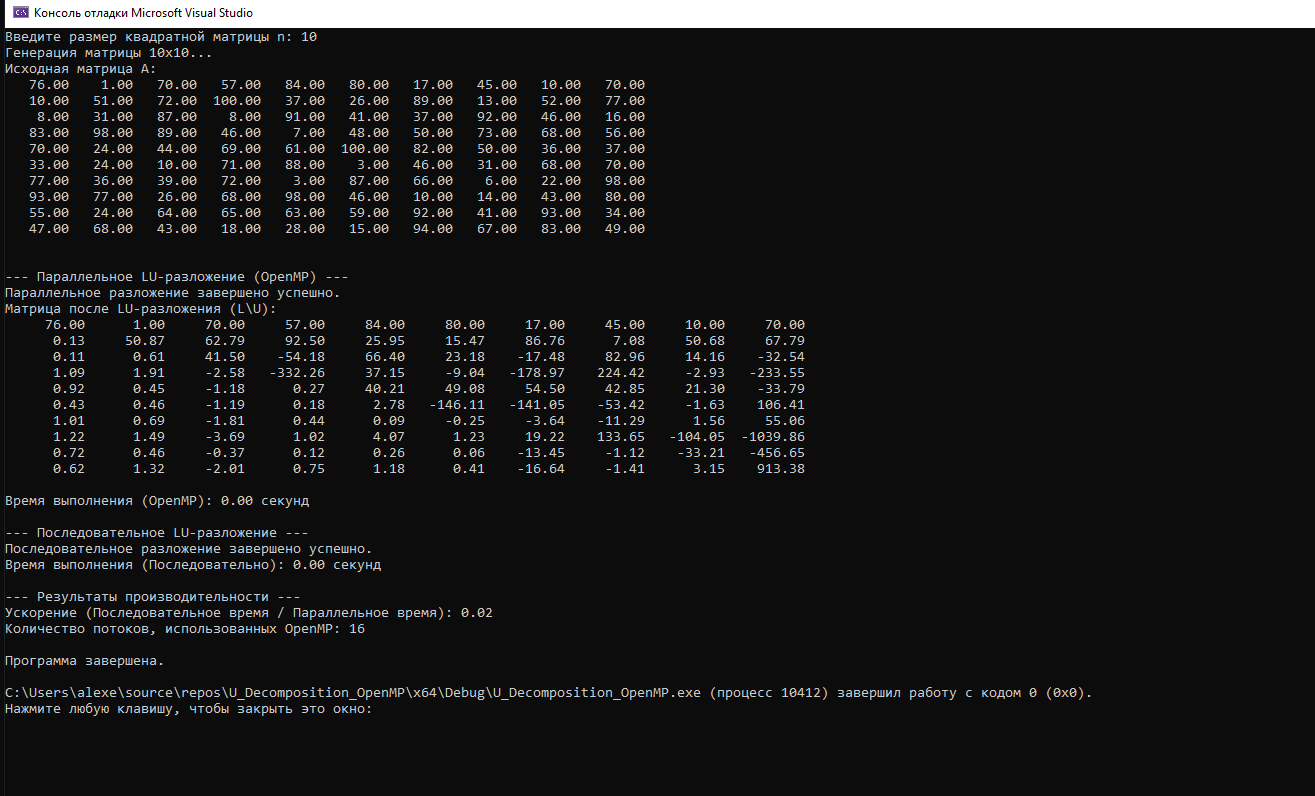 Консоль отладки Microsoft Visual Studio
Введите размер квадратной матрицы n: 10
Генерация матрицы 10x10...
Исходная матрица A:
76.00 1.00 70.00 57.00 84.00 80.00 17.00 45.00 10.00 70.00
10.00 51.00 72.00 100.00 37.00 26.00 89.00 13.00 52.00 77.00
8.00 31.00 87.00 8.00 91.00 41.00 37.00 92.00 46.00 16.00
83.00 98.00 89.00 46.00 7.00 48.00 50.00 73.00 68.00 56.00
70.00 24.00 44.00 69.00 61.00 100.00 82.00 50.00 36.00 37.00
33.00 24.00 10.00 71.00 88.00 3.00 46.00 31.00 68.00 70.00
77.00 36.00 39.00 72.00 3.00 87.00 66.00 6.00 22.00 98.00
93.00 77.00 26.00 68.00 98.00 46.00 10.00 14.00 43.00 80.00
55.00 24.00 64.00 65.00 63.00 59.00 92.00 41.00 93.00 34.00
47.00 68.00 43.00 18.00 28.00 15.00 94.00 67.00 83.00 49.00
--- Параллельное LU-разложение (OpenMP) ---
Параллельное разложение завершено успешно.
Матрица после LU-разложения (L\U):
76.00 1.00 70.00 57.00 84.00 80.00 17.00 45.00 10.00 70.00
0.13 50.87 62.79 92.50 25.95 15.47 86.76 7.08 50.68 67.79
0.11 0.61 41.50 -54.18 66.40 23.18 -17.48 82.96 14.16 -32.54
1.09 1.91 -2.58 -332.26 37.15 -9.04 -178.97 224.42 -2.93 -233.55
0.92 0.45 -1.18 0.27 40.21 49.08 54.50 42.85 21.30 -33.79
0.43 0.46 -1.19 0.18 2.78 -146.11 -141.05 -53.42 -1.63 106.41
1.01 0.69 -1.81 0.44 0.09 -0.25 -3.64 -11.29 1.56 55.06
1.22 1.49 -3.69 1.02 4.07 1.23 19.22 133.65 -104.05 -1039.86
0.72 0.46 -0.37 0.12 0.26 0.06 -13.45 -1.12 -33.21 -456.65
0.62 1.32 -2.01 0.75 1.18 0.41 -16.64 -1.41 3.15 913.38
Время выполнения (OpenMP): 0.00 секунд
--- Последовательное LU-разложение ---
Последовательное разложение завершено успешно.
Время выполнения (Последовательно): 0.00 секунд
--- Результаты производительности ---
Ускорение (Последовательное время / Параллельное время): 0.02
Количество потоков, использованных OpenMP: 16
Программа завершена.
C:\Users\alexe\source\repos\U_Decomposition_OpenMP\x64\Debug\U_Decomposition_OpenMP.exe (процесс 10412) завершил работу с кодом 0 (0x0).
Нажмите любую клавишу, чтобы закрыть это окно: